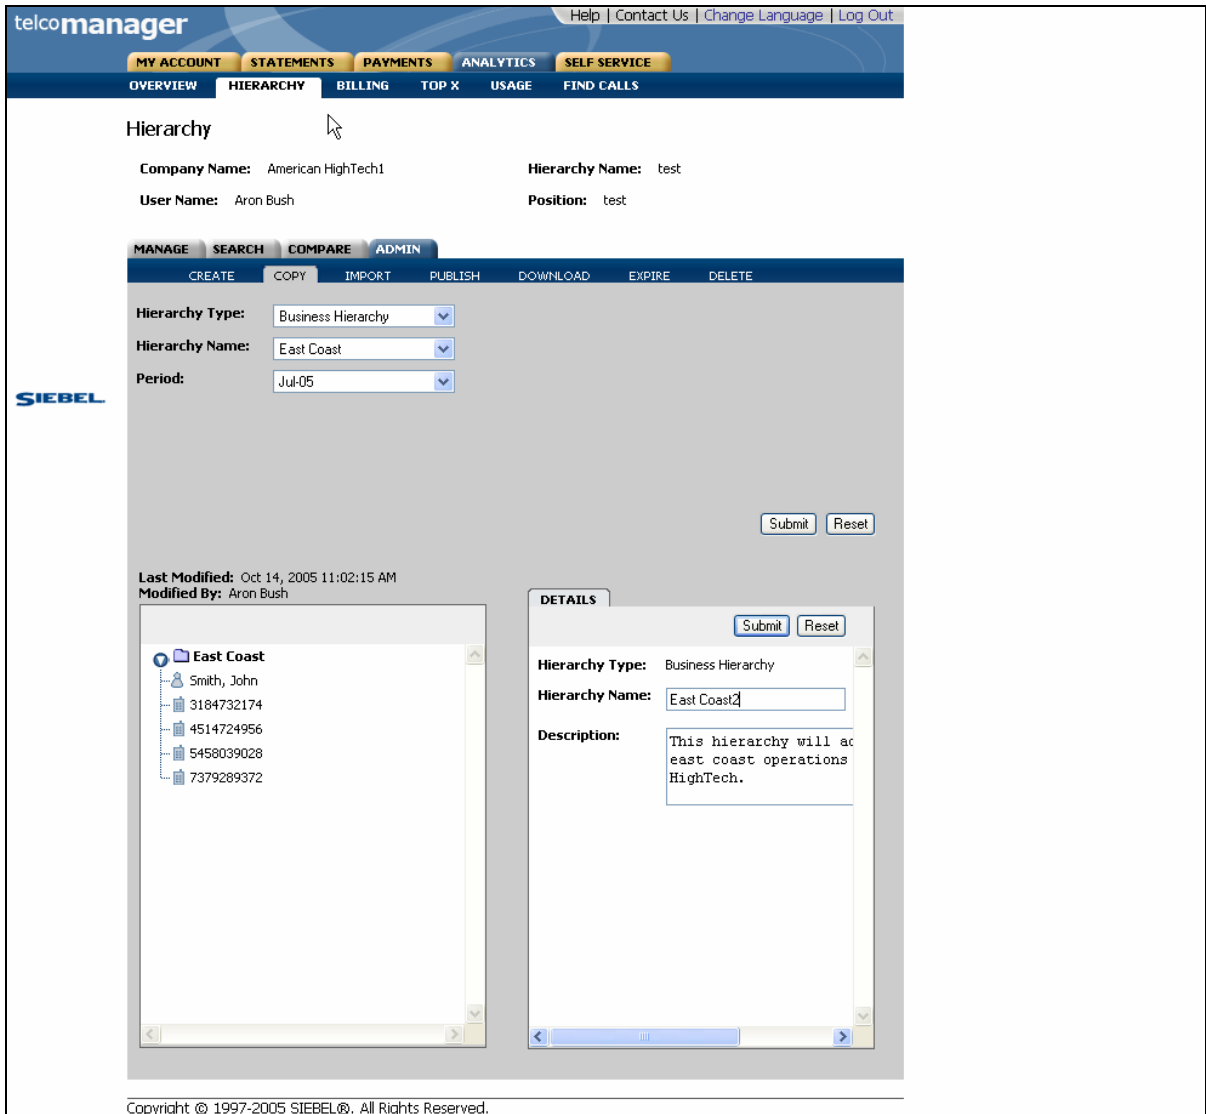 telcomanager
Help | Contact Us | Change Language | Log Out
MY ACCOUNT STATEMENTS PAYMENTS ANALYTICS SELF SERVICE
OVERVIEW HIERARCHY BILLING TOP X USAGE FIND CALLS
Hierarchy
Company Name: American HighTech1 Hierarchy Name: test
User Name: Aron Bush Position: test
MANAGE SEARCH COMPARE ADMIN
CREATE COPY IMPORT PUBLISH DOWNLOAD EXPIRE DELETE
Hierarchy Type: Business Hierarchy
Hierarchy Name: East Coast
Period: Jul-05
SIEBEL.
Submit Reset
Last Modified: Oct 14, 2005 11:02:15 AM
Modified By: Aron Bush
East Coast
Smith, John
3184732174
4514724956
5458039028
7379289372
DETAILS
Submit Reset
Hierarchy Type: Business Hierarchy
Hierarchy Name: East Coast2
Description: This hierarchy will ac
east coast operations
HighTech.
Copyright © 1997-2005 SIEBEL®. All Rights Reserved.